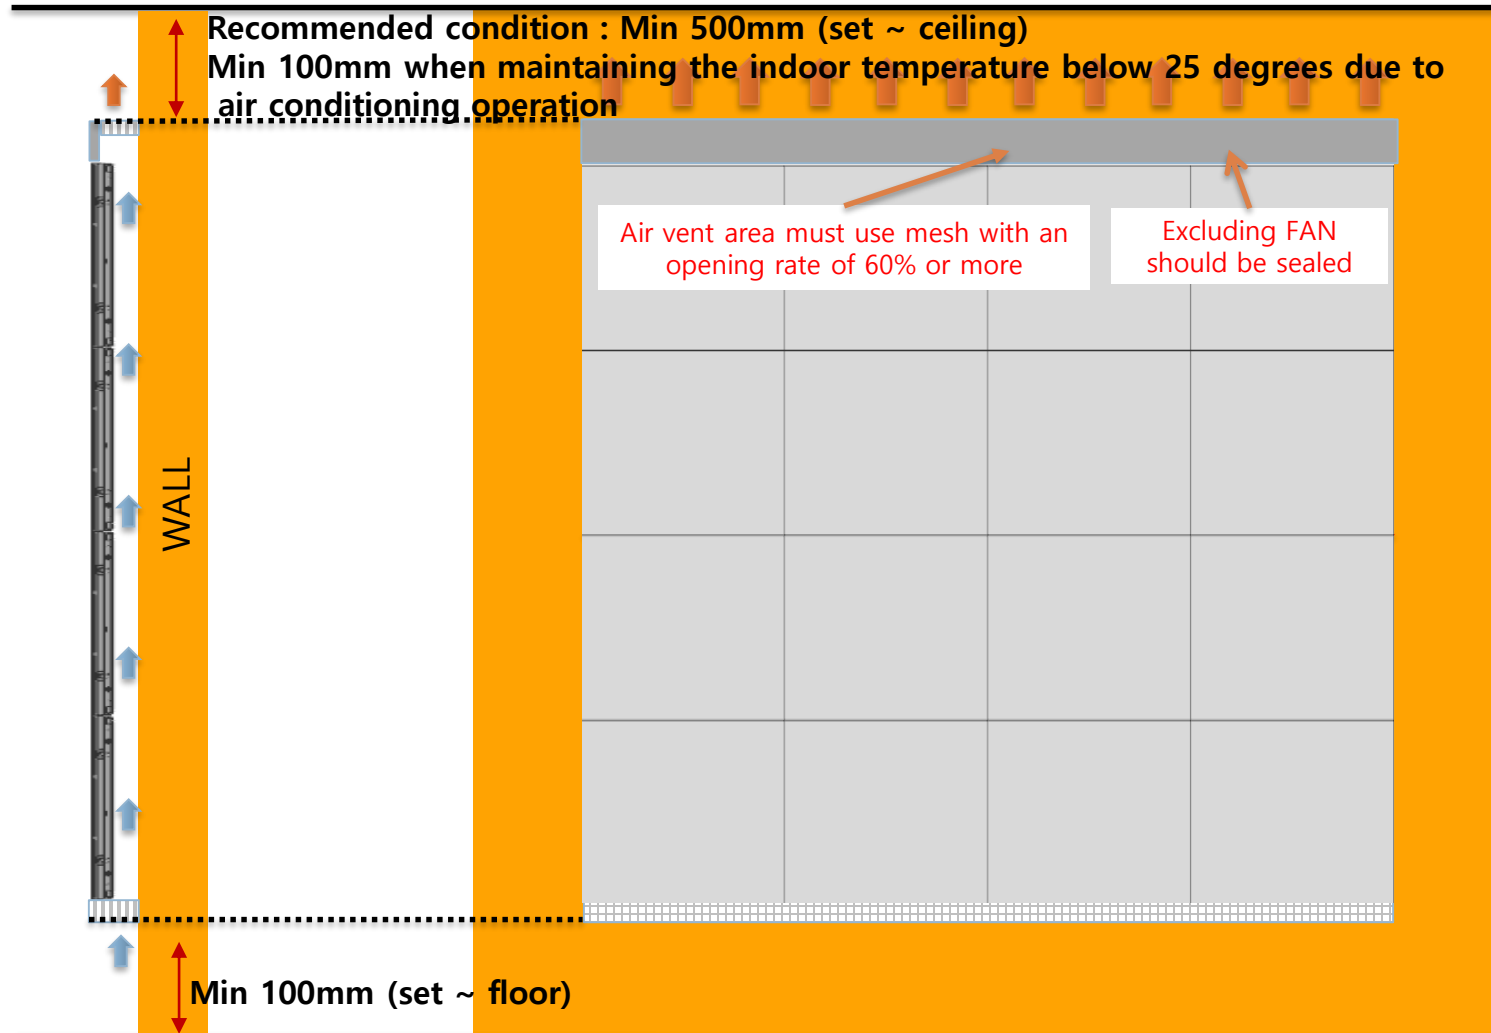 Recommended condition : Min 500mm (set ~ ceiling)
Min 100mm when maintaining the indoor temperature below 25 degrees due to
air conditioning operation
Air vent area must use mesh with an
opening rate of 60% or more
Excluding FAN
should be sealed
WALL
Min 100mm (set ~ floor)